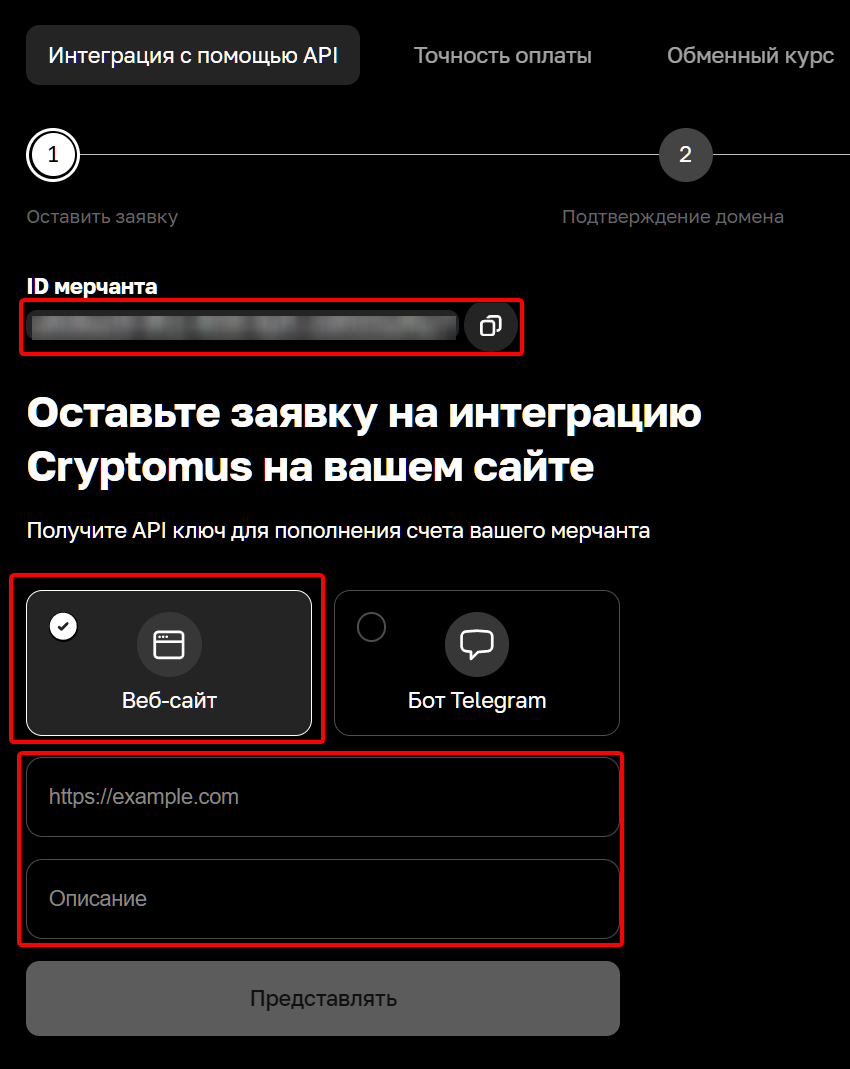 Интеграция с помощью API
Точность оплаты
Обменный курс
1
2
Оставить заявку
Подтверждение домена
ID мерчанта
Оставьте заявку на интеграцию
Cryptomus на вашем сайте
Получите API ключ для пополнения счета вашего мерчанта
Веб-сайт
Бот Telegram
https://example.com
Описание
Представлять